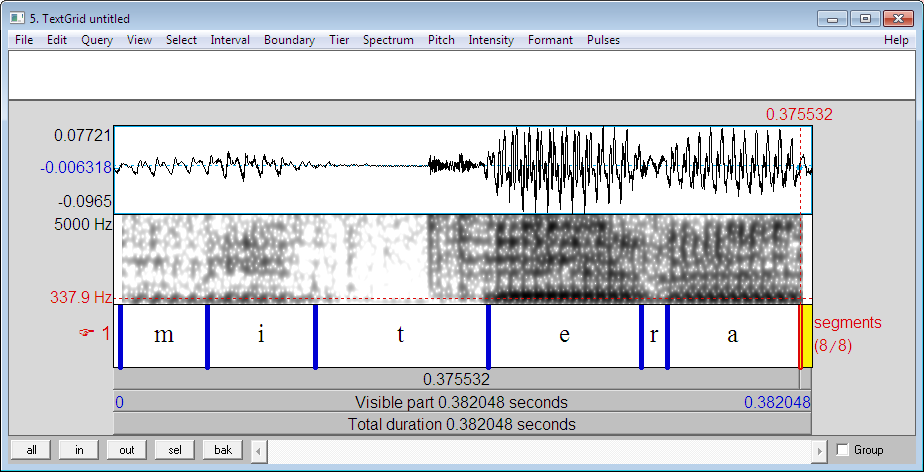 5. TextGrid untitled
File Edit Query View Select Interval Boundary Tier Spectrum Pitch Intensity Formant Pulses Help
0.375532
0.07721
-0.006318
-0.0965
5000 Hz
337.9 Hz
☞ 1 m i t e r a segments
(8/8)
0.375532
0 Visible part 0.382048 seconds 0.382048
Total duration 0.382048 seconds
all in out sel bak Group